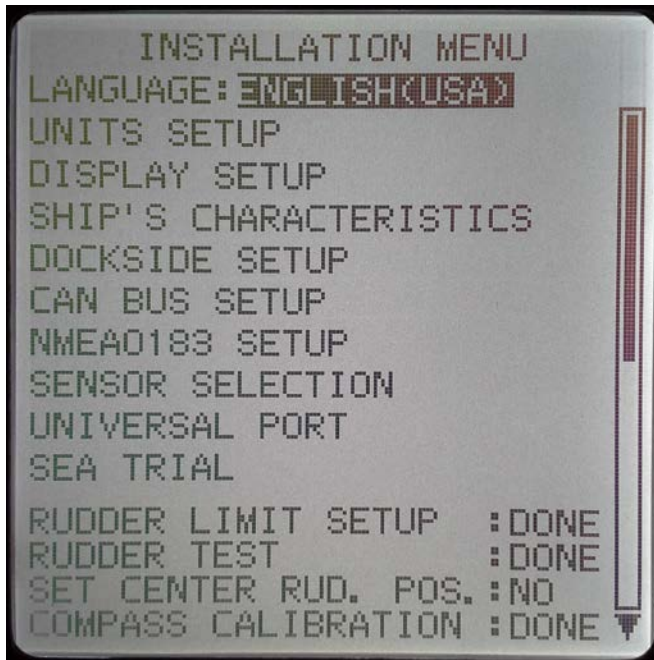 INSTALLATION MENU
LANGUAGE:ENGLISH(USA)
UNITS SETUP
DISPLAY SETUP
SHIP'S CHARACTERISTICS
DOCKSIDE SETUP
CAN BUS SETUP
NMEA0183 SETUP
SENSOR SELECTION
UNIVERSAL PORT
SEA TRIAL
RUDDER LIMIT SETUP :DONE
RUDDER TEST :DONE
SET CENTER RUD. POS.:NO
COMPASS CALIBRATION :DONE